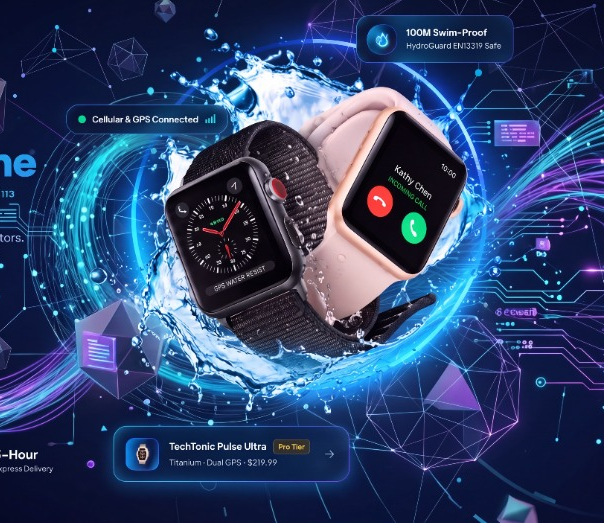 100M Swim-Proof
HydroGuard EN13319 Safe
Cellular & GPS Connected
me
113
tors.
10:00
Kathy Chen
INCOMING CALL
GPS WATER RESIST
-Hour
xpress Delivery
TechTonic Pulse Ultra
Pro Tier
Titanium · Dual GPS · $219.99
→